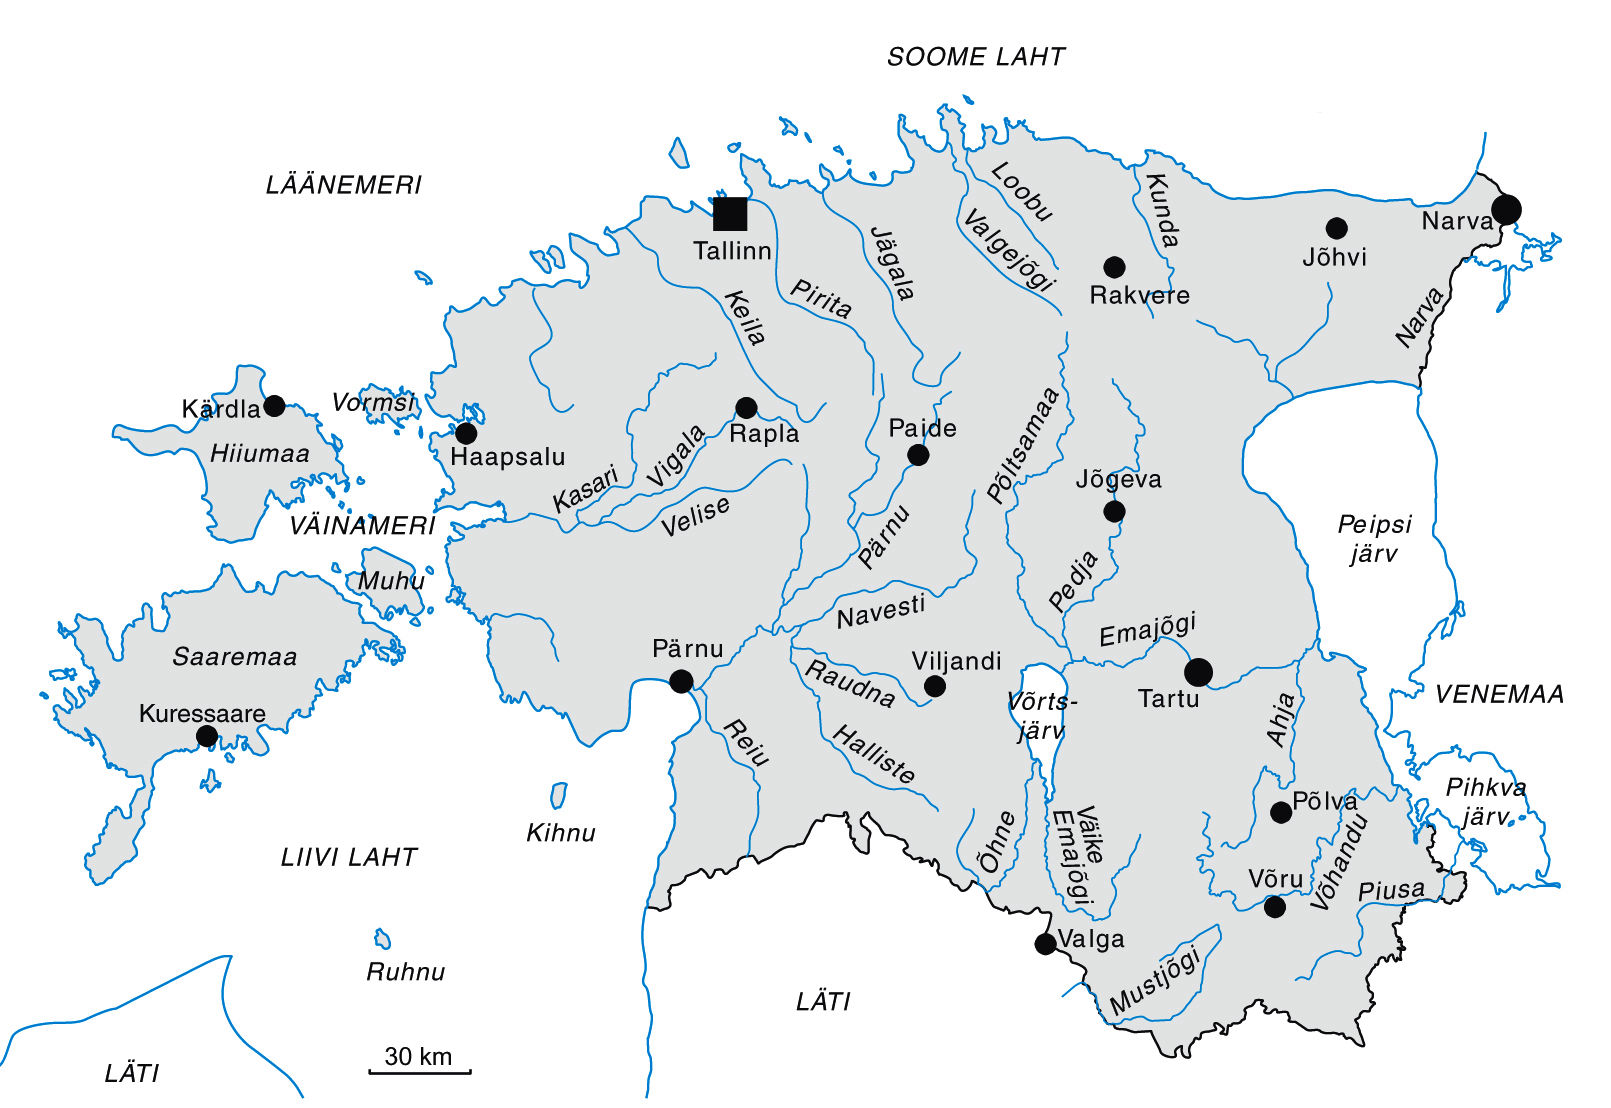 SOOME LAHT
LÄÄNEMERI
Loobu
Kunda
Valgejõgi
Narva
Tallinn
Jägala
Jõhvi
Pirita
Keila
Rakvere
Narva
Kärdla
Vormsi
Hiiumaa
Haapsalu
Rapla
Paide
Põltsamaa
Kasari
Vigala
Velise
Jõgeva
VÄINAMERI
Pärnu
Peipsi
järv
Muhu
Pedja
Navesti
Emajõgi
Saaremaa
Pärnu
Viljandi
Raudna
Võrts-
järv
Tartu
Ahja
VENEMAA
Kuressaare
Reiu
Halliste
Põlva
Pihkva
järv
Kihnu
LIIVI LAHT
Õhne
Väike
Emajõgi
Võru
Võhandu
Piusa
Valga
Ruhnu
Mustjõgi
LÄTI
30 km
LÄTI